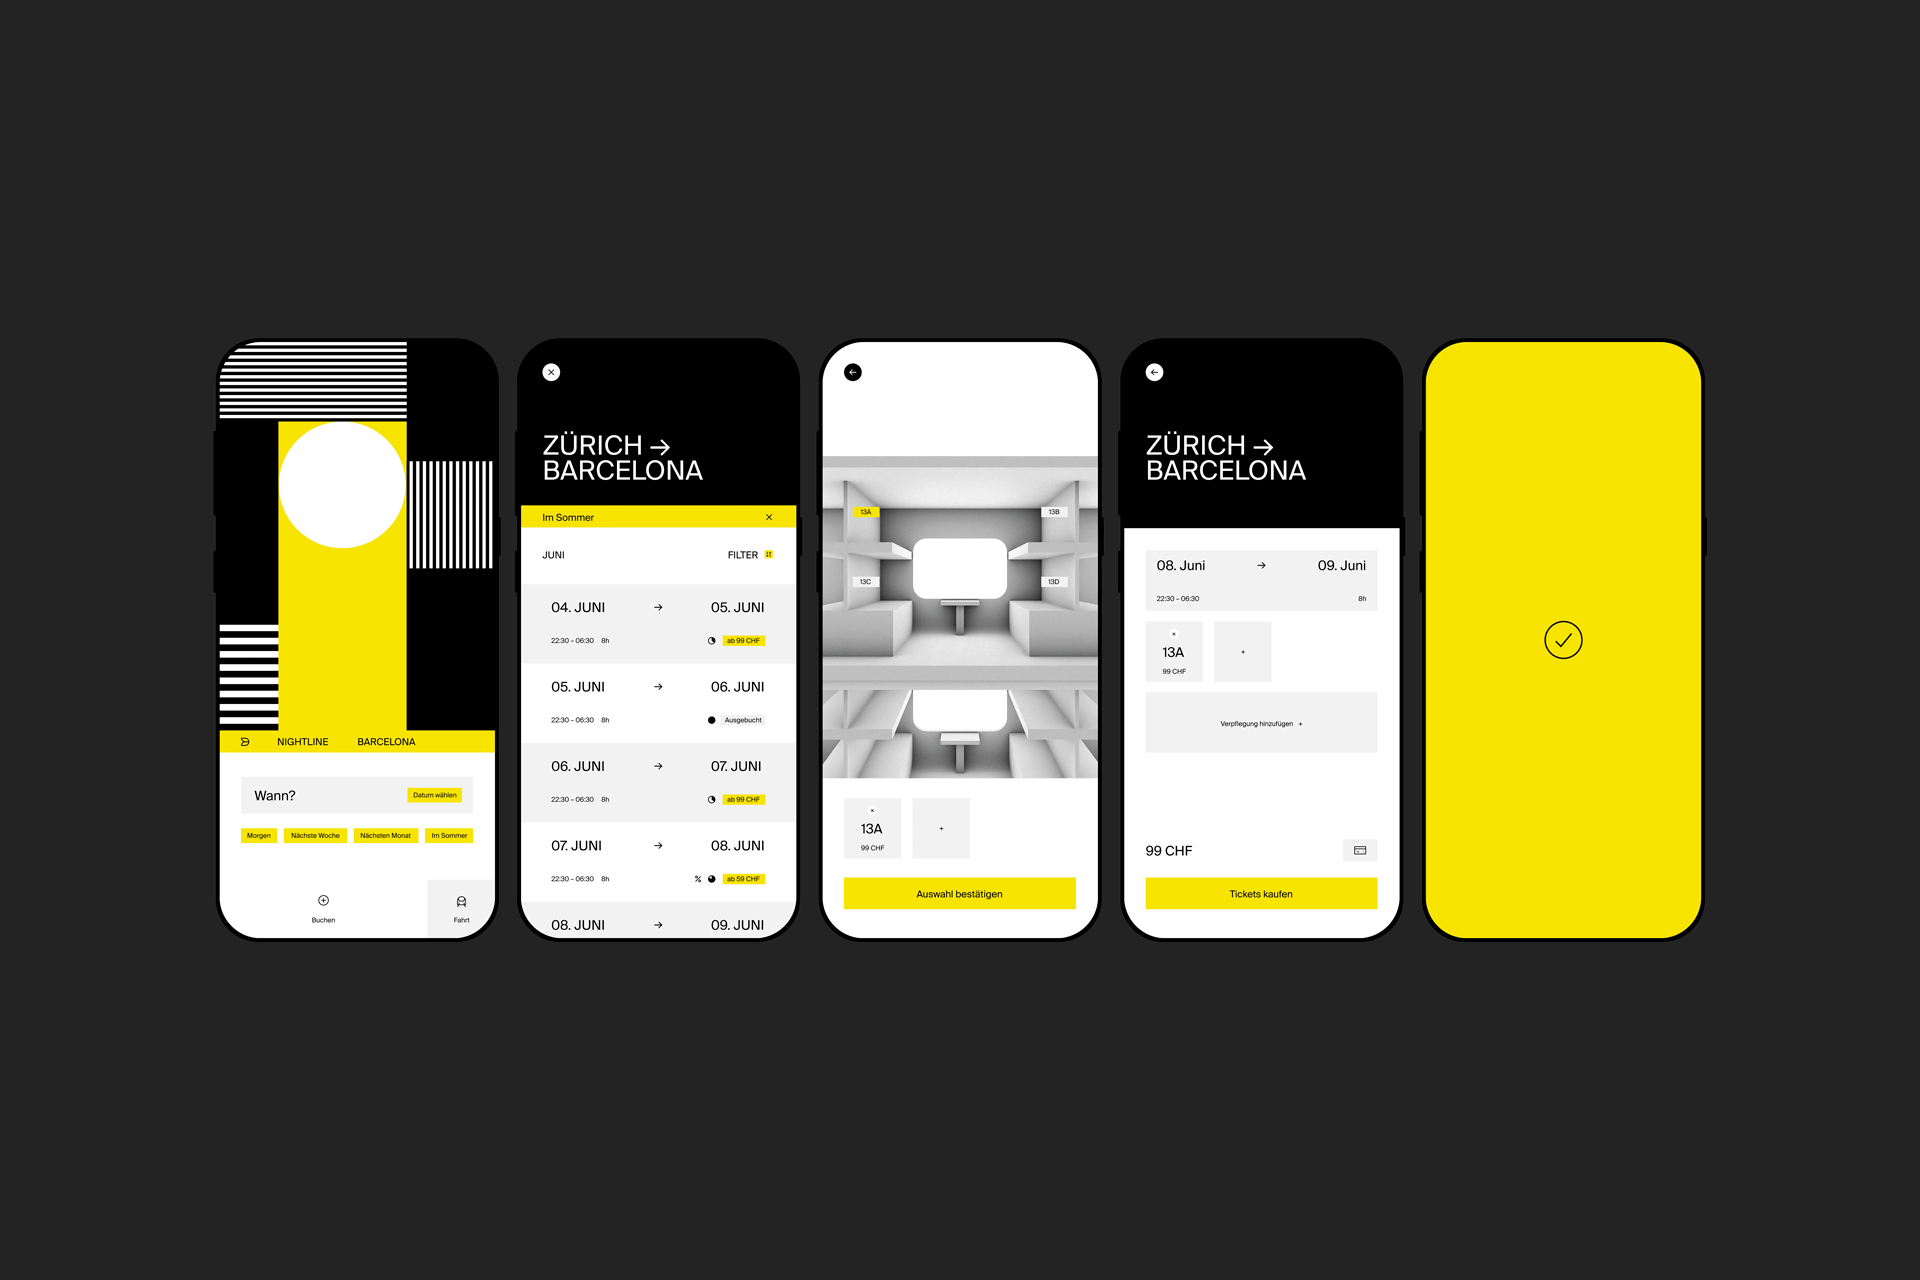 NIGHTLINE BARCELONA
Wann? Datum wählen
Morgen Nächste Woche Nächsten Monat Im Sommer
Buchen Fahrt
ZÜRICH →
BARCELONA
Im Sommer ×
JUNI FILTER
04. JUNI → 05. JUNI
22:30 – 06:30 8h ab 99 CHF
05. JUNI → 06. JUNI
22:30 – 06:30 8h Ausgebucht
06. JUNI → 07. JUNI
22:30 – 06:30 8h ab 99 CHF
07. JUNI → 08. JUNI
22:30 – 06:30 8h % ab 59 CHF
08. JUNI → 09. JUNI
13A 13B
13C 13D
13A +
99 CHF
Auswahl bestätigen
ZÜRICH →
BARCELONA
08. Juni → 09. Juni
22:30 – 06:30 8h
13A +
99 CHF
Verpflegung hinzufügen +
99 CHF
Tickets kaufen